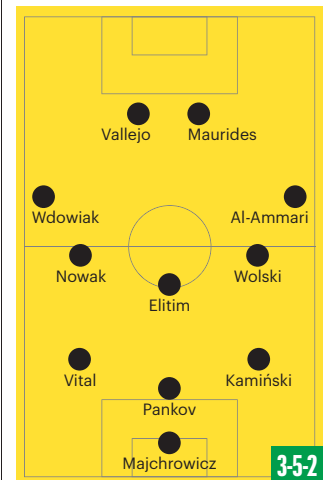 Vallejo Maurides
Wdowiak Al-Ammari
Nowak Wolski
Elitim
Vital Kamiński
Pankov
Majchrowicz
3-5-2